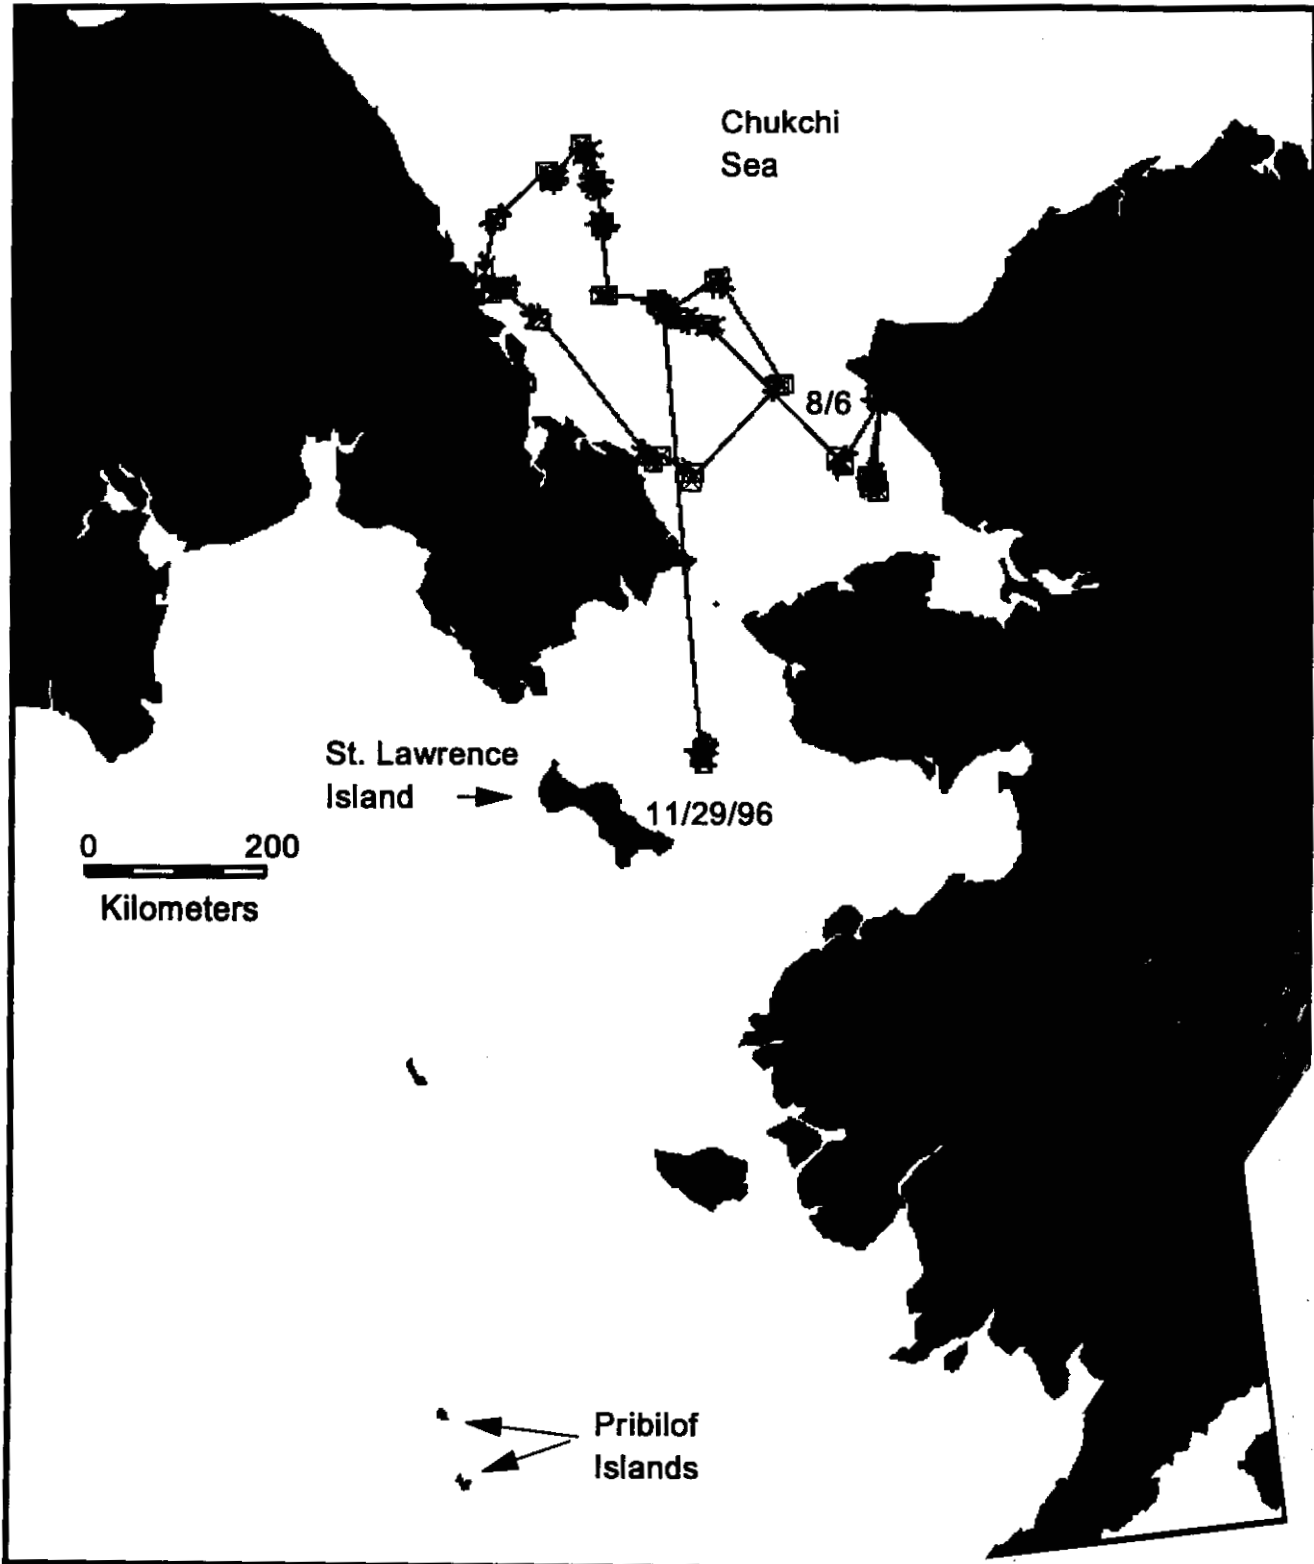 Chukchi
Sea
8/6
St. Lawrence
Island
11/29/96
0 200
Kilometers
Pribilof
Islands